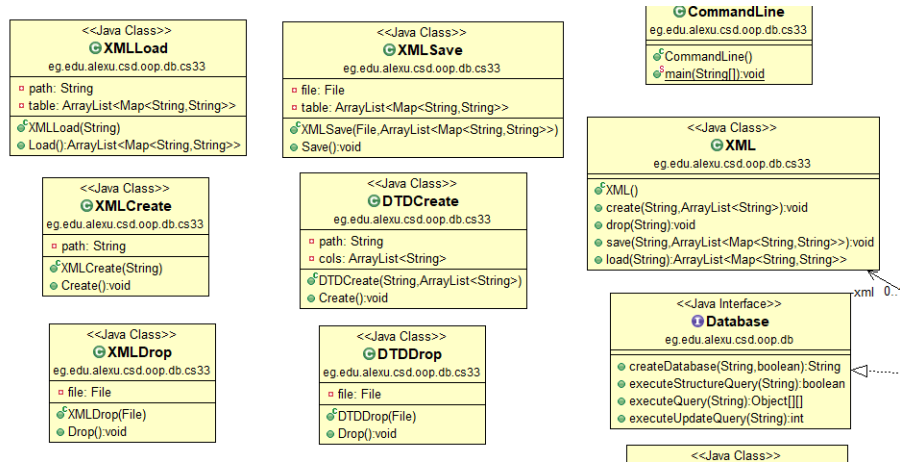 <<Java Class>>
XMLLoad
eg.edu.alexu.csd.oop.db.cs33
path: String
table: ArrayList<Map<String,String>>
XMLLoad(String)
Load():ArrayList<Map<String,String>>
<<Java Class>>
XMLSave
eg.edu.alexu.csd.oop.db.cs33
file: File
table: ArrayList<Map<String,String>>
XMLSave(File,ArrayList<Map<String,String>>)
Save():void
CommandLine
eg.edu.alexu.csd.oop.db.cs33
CommandLine()
main(String[]):void
<<Java Class>>
XMLCreate
eg.edu.alexu.csd.oop.db.cs33
path: String
XMLCreate(String)
Create():void
<<Java Class>>
DTDCreate
eg.edu.alexu.csd.oop.db.cs33
path: String
cols: ArrayList<String>
DTDCreate(String,ArrayList<String>)
Create():void
<<Java Class>>
XML
eg.edu.alexu.csd.oop.db.cs33
XML()
create(String,ArrayList<String>):void
drop(String):void
save(String,ArrayList<Map<String,String>>):void
load(String):ArrayList<Map<String,String>>
-xml 0..
<<Java Class>>
XMLDrop
eg.edu.alexu.csd.oop.db.cs33
file: File
XMLDrop(File)
Drop():void
<<Java Class>>
DTDDrop
eg.edu.alexu.csd.oop.db.cs33
file: File
DTDDrop(File)
Drop():void
<<Java Interface>>
Database
eg.edu.alexu.csd.oop.db
createDatabase(String,boolean):String
executeStructureQuery(String):boolean
executeQuery(String):Object[][]
executeUpdateQuery(String):int
<<Java Class>>